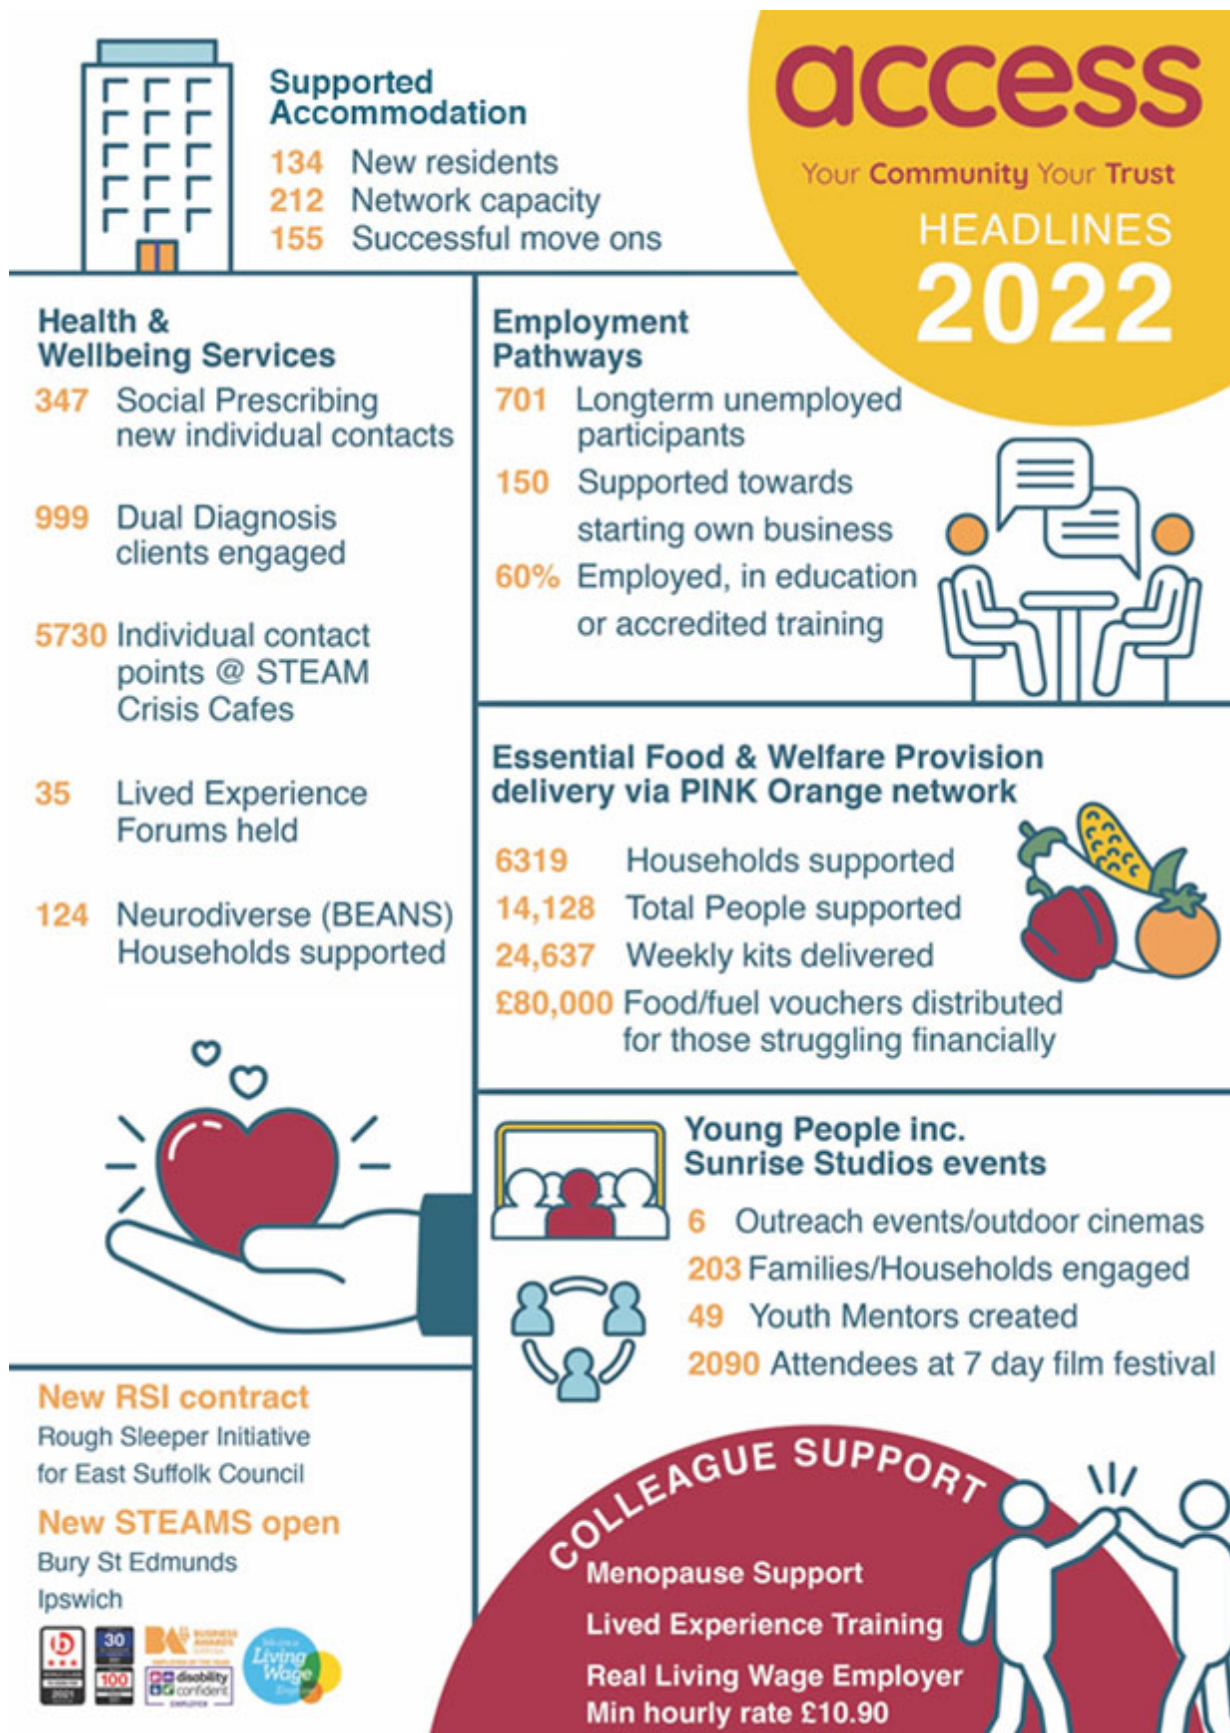 access
Your Community Your Trust
HEADLINES
2022
Supported
Accommodation
134 New residents
212 Network capacity
155 Successful move ons
Health &
Wellbeing Services
347 Social Prescribing
new individual contacts
999 Dual Diagnosis
clients engaged
5730 Individual contact
points @ STEAM
Crisis Cafes
35 Lived Experience
Forums held
124 Neurodiverse (BEANS)
Households supported
Employment
Pathways
701 Longterm unemployed
participants
150 Supported towards
starting own business
60% Employed, in education
or accredited training
Essential Food & Welfare Provision
delivery via PINK Orange network
6319 Households supported
14,128 Total People supported
24,637 Weekly kits delivered
£80,000 Food/fuel vouchers distributed
for those struggling financially
Young People inc.
Sunrise Studios events
6 Outreach events/outdoor cinemas
203 Families/Households engaged
49 Youth Mentors created
2090 Attendees at 7 day film festival
New RSI contract
Rough Sleeper Initiative
for East Suffolk Council
New STEAMS open
Bury St Edmunds
Ipswich
b
2021
30
100
BUSINESS
AWARDS
disability
confident
EMPLOYER
Living
Wage
COLLEAGUE SUPPORT
Menopause Support
Lived Experience Training
Real Living Wage Employer
Min hourly rate £10.90